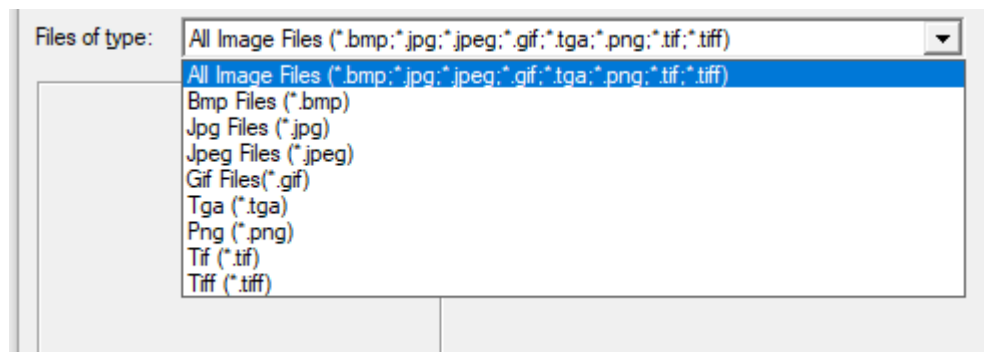 Files of type:
All Image Files (*.bmp;*.jpg;*.jpeg;*.gif;*.tga;*.png;*.tif;*.tiff)
All Image Files (*.bmp;*.jpg;*.jpeg;*.gif;*.tga;*.png;*.tif;*.tiff)
Bmp Files (*.bmp)
Jpg Files (*.jpg)
Jpeg Files (*.jpeg)
Gif Files(*.gif)
Tga (*.tga)
Png (*.png)
Tif (*.tif)
Tiff (*.tiff)